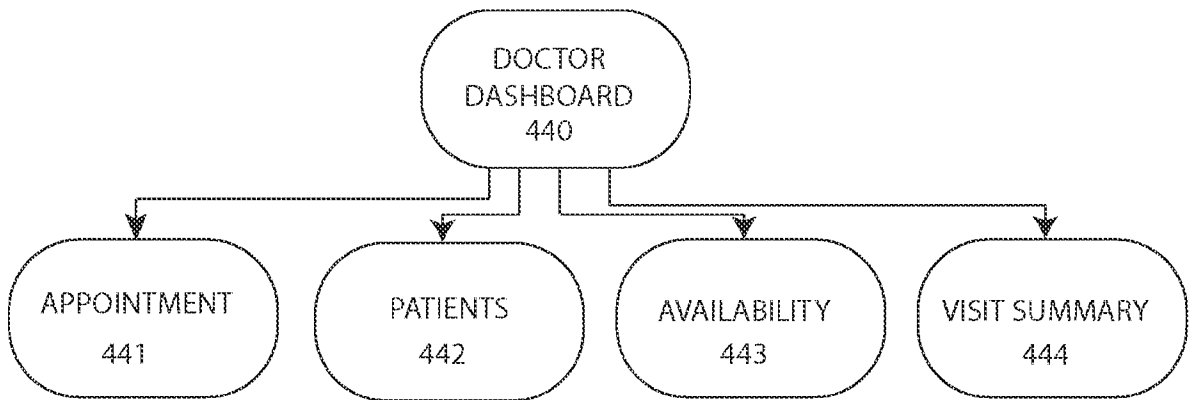 DOCTOR
DASHBOARD
440
APPOINTMENT
441
PATIENTS
442
AVAILABILITY
443
VISIT SUMMARY
444